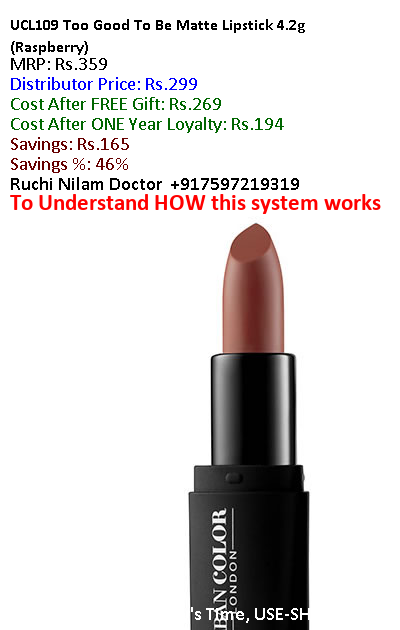 UCL109 Too Good To Be Matte Lipstick 4.2g
(Raspberry)
MRP: Rs.359
Distributor Price: Rs.299
Cost After FREE Gift: Rs.269
Cost After ONE Year Loyalty: Rs.194
Savings: Rs.165
Savings %: 46%
Ruchi Nilam Doctor +917597219319
To Understand HOW this system works
BAN COLOR
LONDON
's Time, USE-SH